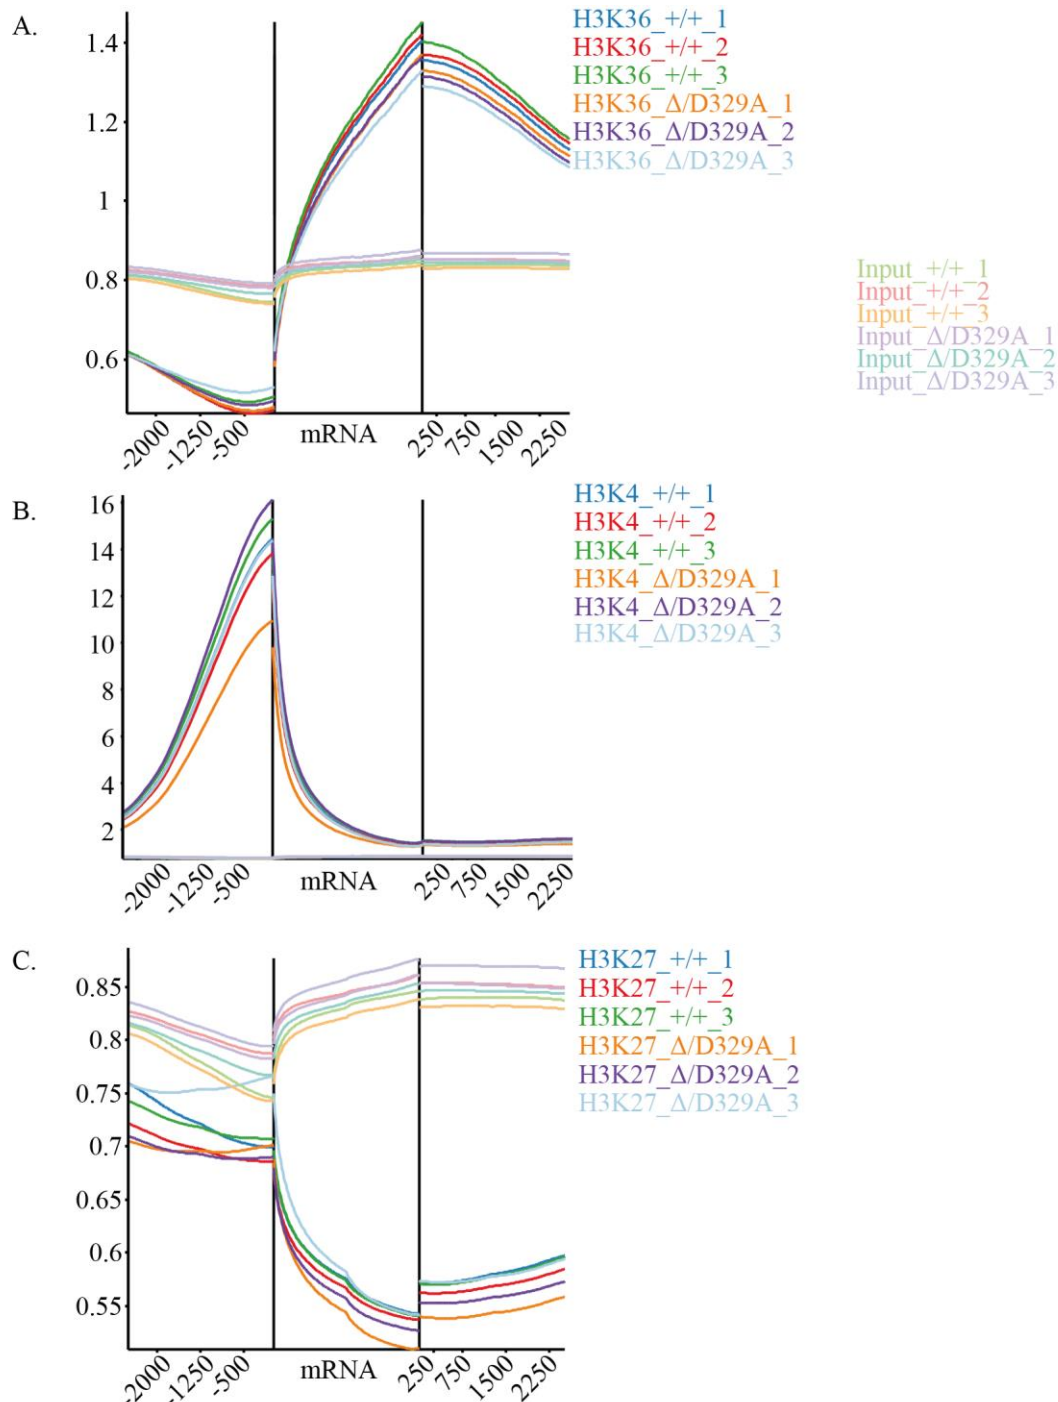 A.
1.4
1.2
1
0.8
0.6
-2000
-1250
-500
mRNA
250
750
1500
2250
H3K36_+/+_1
H3K36_+/+_2
H3K36_+/+_3
H3K36_Δ/D329A_1
H3K36_Δ/D329A_2
H3K36_Δ/D329A_3
Input_+/+_1
Input_+/+_2
Input_+/+_3
Input_Δ/D329A_1
Input_Δ/D329A_2
Input_Δ/D329A_3
B.
16
14
12
10
8
6
4
2
-2000
-1250
-500
mRNA
250
750
1500
2250
H3K4_+/+_1
H3K4_+/+_2
H3K4_+/+_3
H3K4_Δ/D329A_1
H3K4_Δ/D329A_2
H3K4_Δ/D329A_3
C.
0.85
0.8
0.75
0.7
0.65
0.6
0.55
-2000
-1250
-500
mRNA
250
750
1500
2250
H3K27_+/+_1
H3K27_+/+_2
H3K27_+/+_3
H3K27_Δ/D329A_1
H3K27_Δ/D329A_2
H3K27_Δ/D329A_3